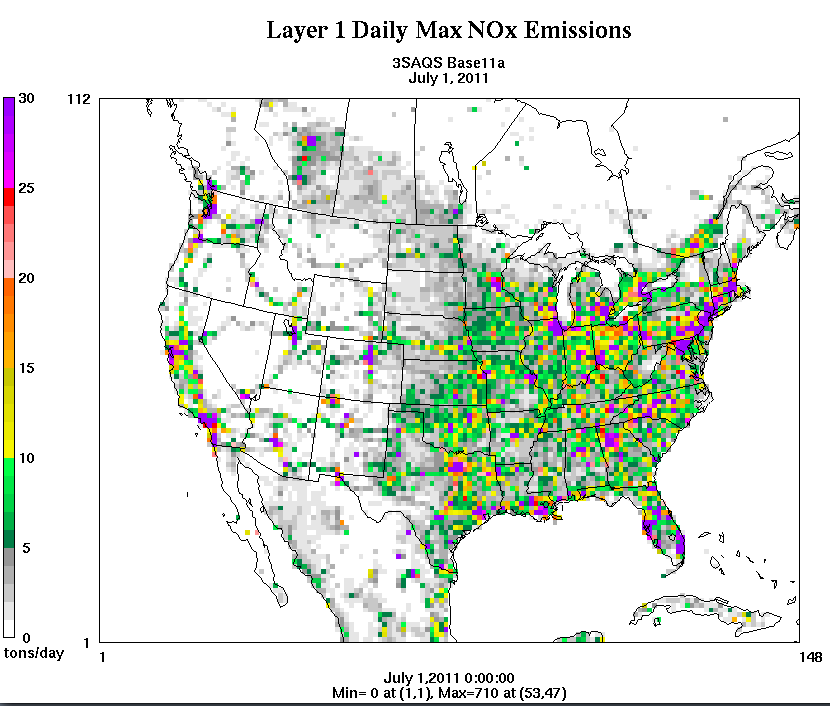 Layer 1 Daily Max NOx Emissions
3SAQS Base11a
July 1, 2011
30
25
20
15
10
5
0
tons/day
112
1
1
148
July 1,2011 0:00:00
Min= 0 at (1,1), Max=710 at (53,47)